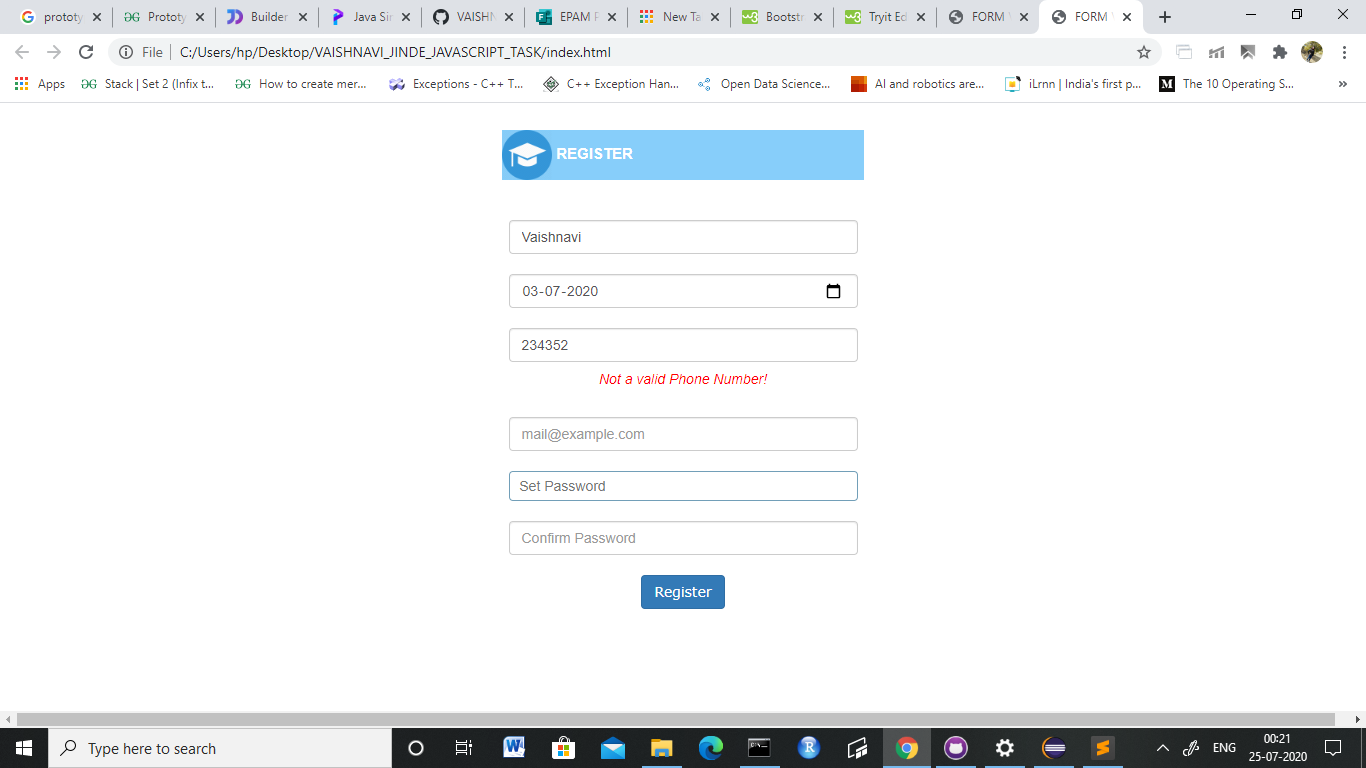 prototy
Prototy
Builder
Java Sir
VAISHN
EPAM P
New Ta
Bootstr
Tryit Ed
FORM
FORM
File
C:/Users/hp/Desktop/VAISHNAVI_JINDE_JAVASCRIPT_TASK/index.html
Apps
Stack | Set 2 (Infix t...
How to create mer...
Exceptions - C++ T...
C++ Exception Han...
Open Data Science...
AI and robotics are...
iLrnn | India's first p...
The 10 Operating S...
REGISTER
Vaishnavi
03-07-2020
234352
Not a valid Phone Number!
mail@example.com
Set Password
Confirm Password
Register
Type here to search
ENG
00:21
25-07-2020